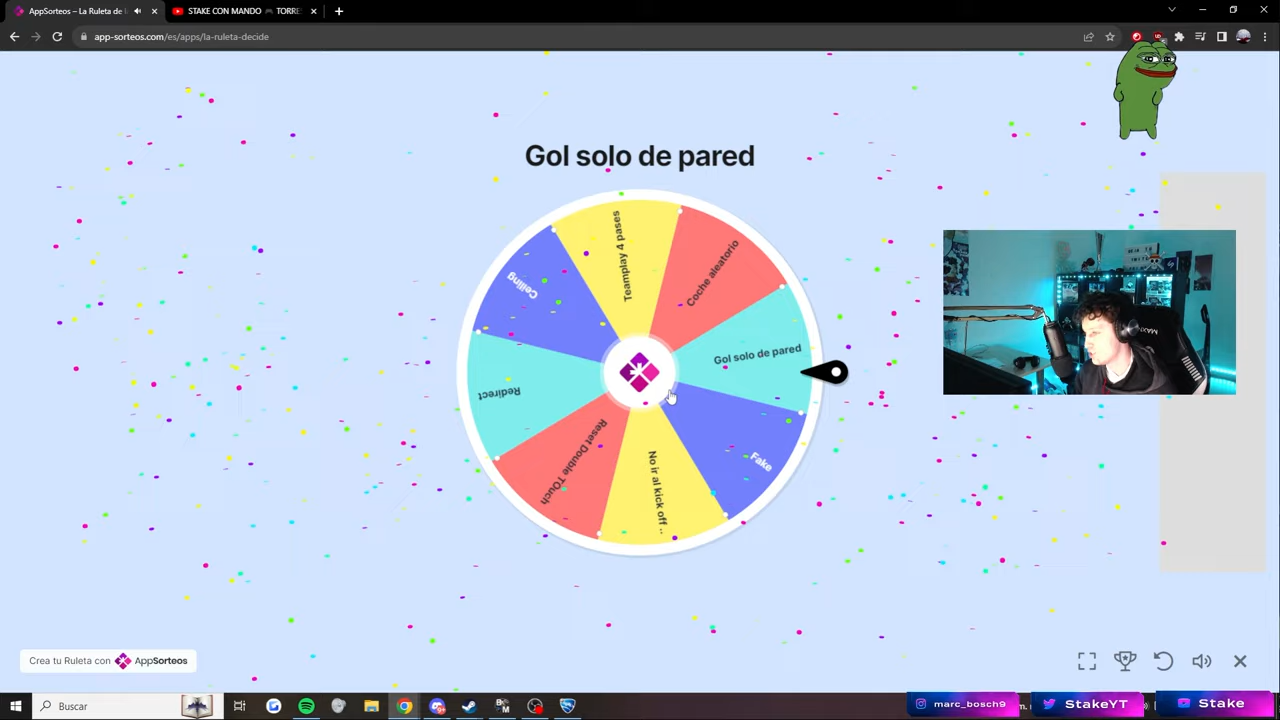 AppSorteos – La Ruleta de l
STAKE CON MANDO 🎮 TORRE
app-sorteos.com/es/apps/la-ruleta-decide
Gol solo de pared
Teamplay 4 pases
Coche aleatorio
Gol solo de pared
Fake
No ir al kick off ..
Reset Double TOuch
Redirect
Ceiling
Crea tu Ruleta con AppSorteos
Buscar
marc_bosch9
StakeYT
Stake